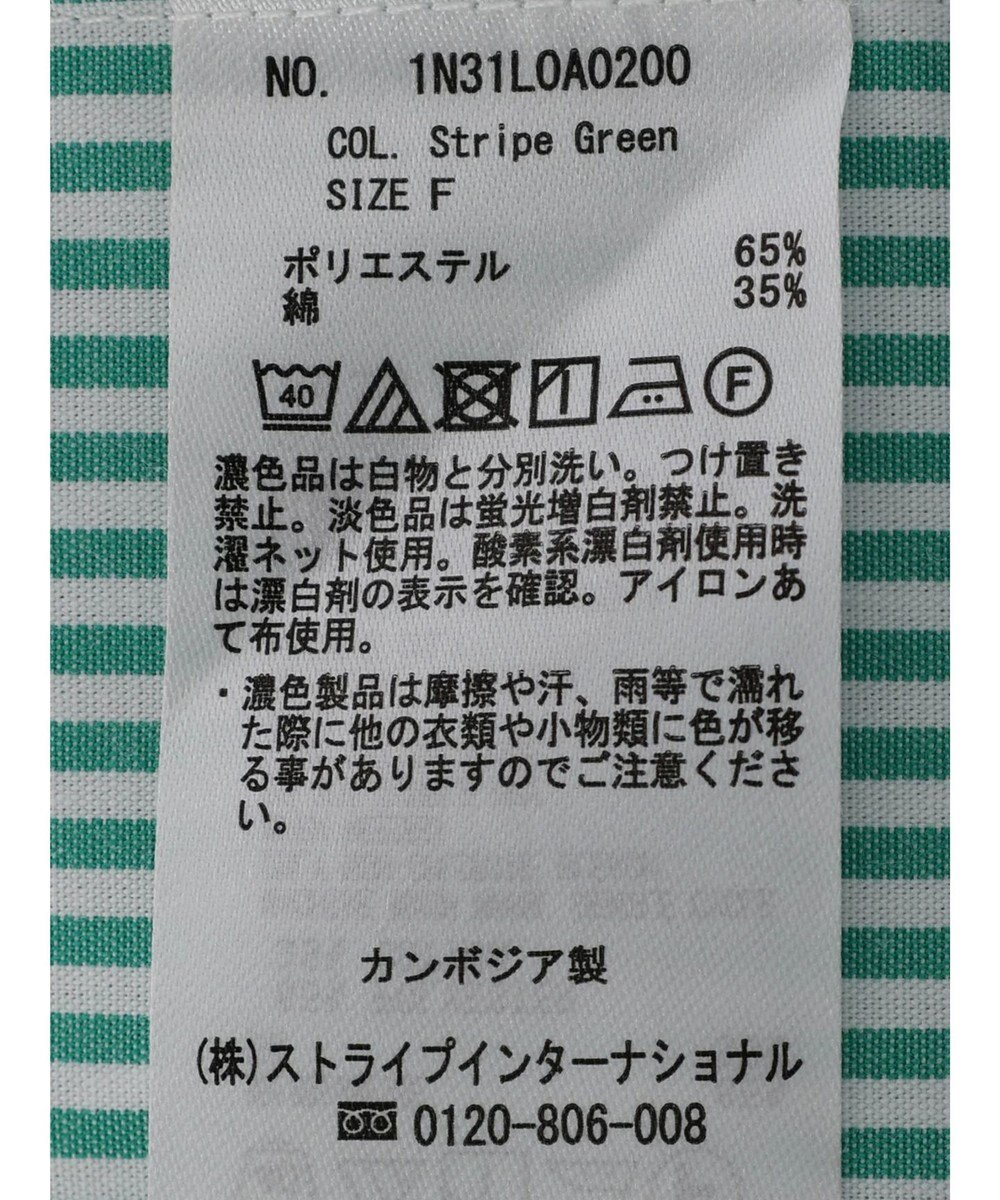 NO. 1N31L0A0200
COL. Stripe Green
SIZE F
ポリエステル 65%
綿 35%
40 F
濃色品は白物と分別洗い。つけ置き
禁止。淡色品は蛍光増白剤禁止。洗
濯ネット使用。酸素系漂白剤使用時
は漂白剤の表示を確認。アイロンあ
て布使用。
・濃色製品は摩擦や汗、雨等で濡れ
た際に他の衣類や小物類に色が移
る事がありますのでご注意くださ
い。
カンボジア製
(株)ストライプインターナショナル
0120-806-008